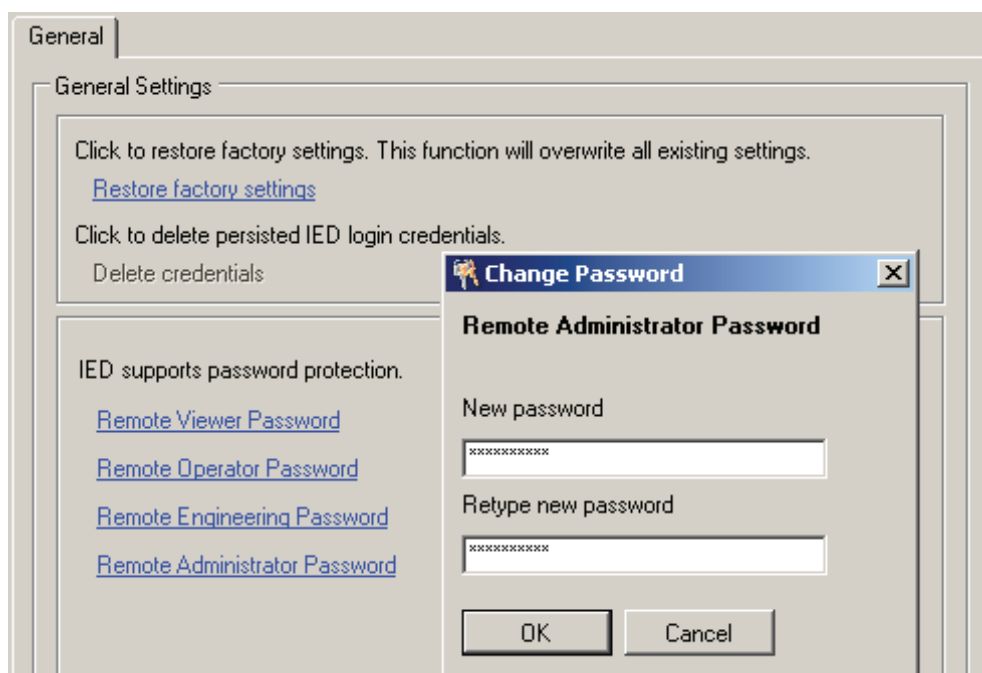 General
General Settings
Click to restore factory settings. This function will overwrite all existing settings.
Restore factory settings
Click to delete persisted IED login credentials.
Delete credentials
IED supports password protection.
Remote Viewer Password
Remote Operator Password
Remote Engineering Password
Remote Administrator Password
Change Password
Remote Administrator Password
New password
xxxxxxxxxx
Retype new password
xxxxxxxxxx
OK
Cancel